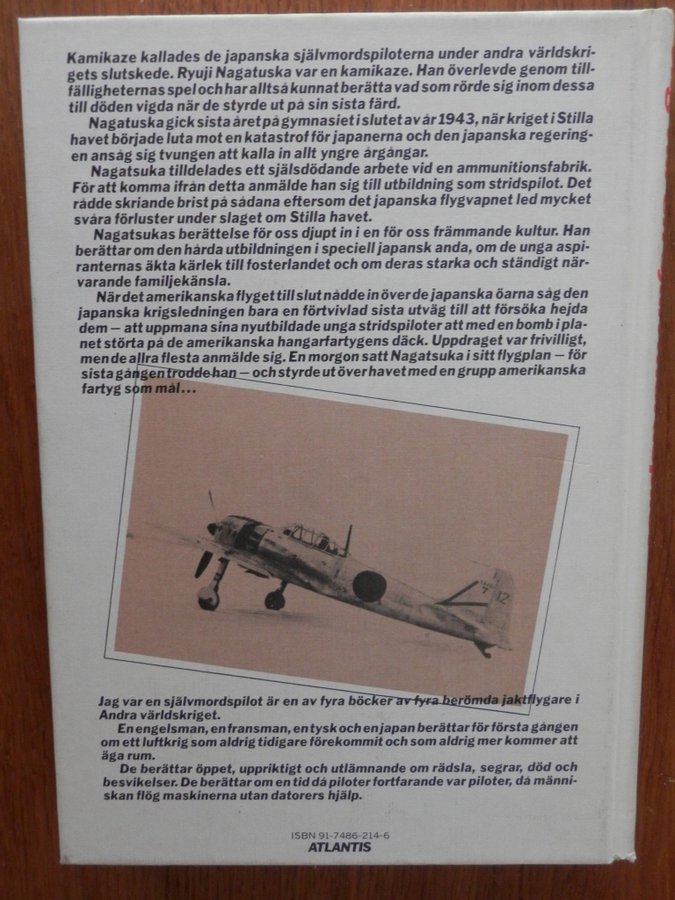 Kamikaze kallades de japanska självmordspiloterna under andra världskri-
gets slutskede. Ryuji Nagatuska var en kamikaze. Han överlevde genom till-
fälligheternas spel och har alltså kunnat berätta vad som rörde sig inom dessa
till döden vigda när de styrde ut på sin sista färd.
Nagatuska gick sista året på gymnasiet i slutet av år 1943, när kriget i Stilla
havet började luta mot en katastrof för japanerna och den japanska regering-
en ansåg sig tvungen att kalla in allt yngre årgångar.
Nagatsuka tilldelades ett själsdödande arbete vid en ammunitionsfabrik.
För att komma ifrån detta anmälde han sig till utbildning som stridspilot. Det
rådde skriande brist på sådana eftersom det japanska flygvapnet led mycket
svåra förluster under slaget om Stilla havet.
Nagatsukas berättelse för oss djupt in i en för oss främmande kultur. Han
berättar om den hårda utbildningen i speciell japansk anda, om de unga aspi-
ranternas äkta kärlek till fosterlandet och om deras starka och ständigt när-
varande familjekänsla.
När det amerikanska flyget till slut nådde in över de japanska öarna såg den
japanska krigsledningen bara en förtvivlad sista utväg till att försöka hejda
dem – att uppmana sina nyutbildade unga stridspiloter att med en bomb i pla-
net störta på de amerikanska hangarfartygens däck. Uppdraget var frivilligt,
men de allra flesta anmälde sig. En morgon satt Nagatsuka i sitt flygplan – för
sista gången trodde han – och styrde ut över havet med en grupp amerikanska
fartyg som mål...
7 12
Jag var en självmordspilot är en av fyra böcker av fyra berömda jaktflygare i
Andra världskriget.
En engelsman, en fransman, en tysk och en japan berättar för första gången
om ett luftkrig som aldrig tidigare förekommit och som aldrig mer kommer att
äga rum.
De berättar öppet, uppriktigt och utlämnande om rädsla, segrar, död och
besvikelser. De berättar om en tid då piloter fortfarande var piloter, då männi-
skan flög maskinerna utan datorers hjälp.
ISBN 91-7486-214-6
ATLANTIS